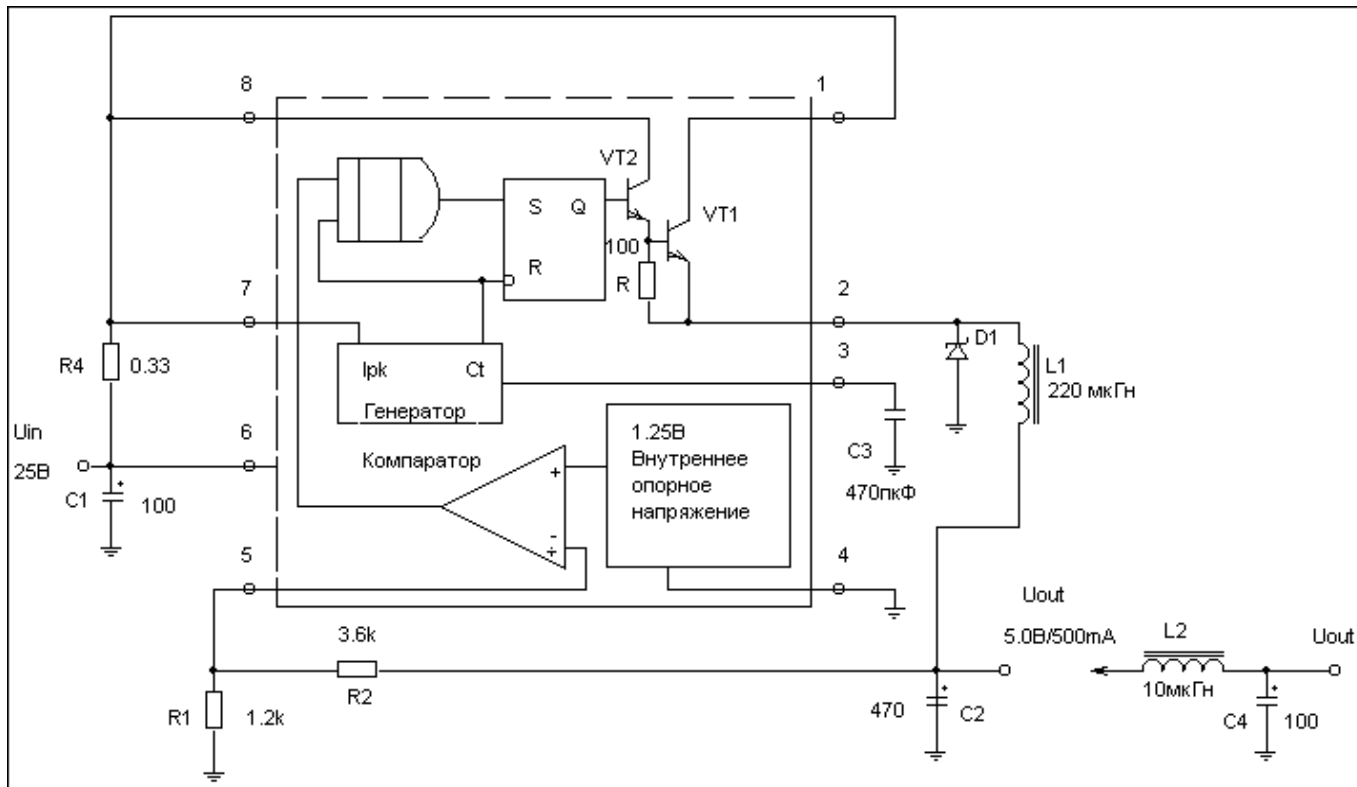 8
1
VT2
VT1
S
Q
R
100
R
7
2
3
D1
L1
220 мкГн
R4
0.33
Ipk
Ct
Генератор
C3
470пкФ
Uin
25В
6
C1
100
Компаратор
+
-
+
1.25В
Внутреннее
опорное
напряжение
5
4
3.6k
R2
R1
1.2k
Uout
5.0В/500mA
L2
10мкГн
Uout
470
C2
C4
100